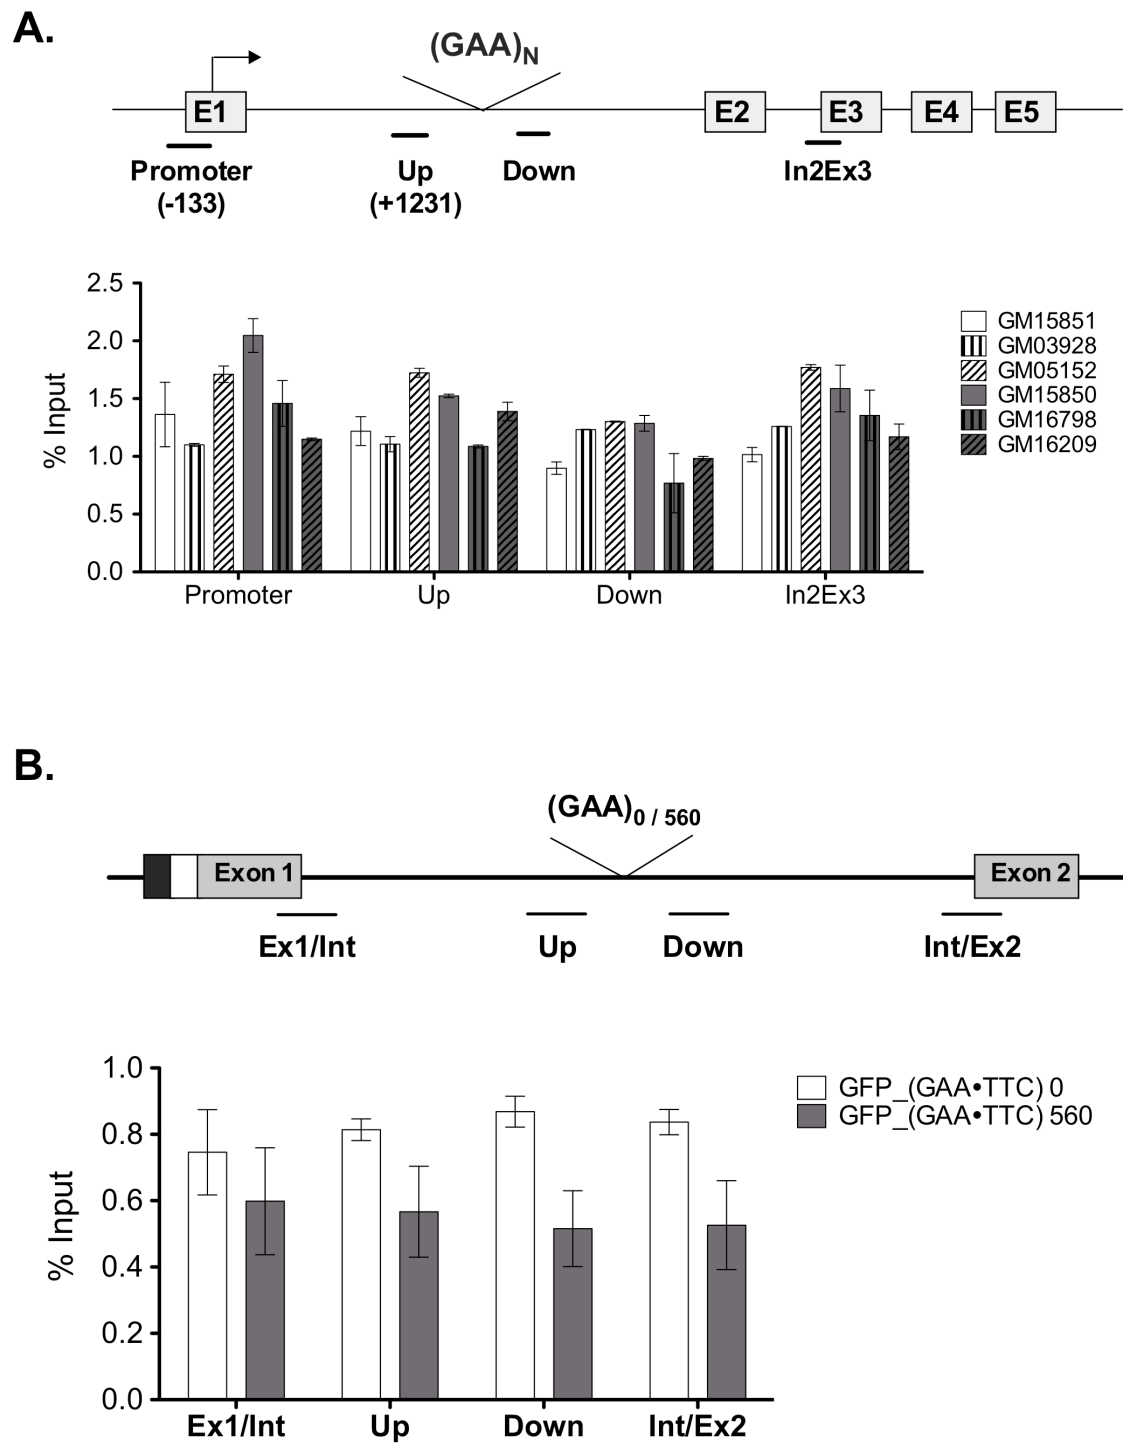 A.
(GAA)N
E1 E2 E3 E4 E5
Promoter Up Down In2Ex3
(-133) (+1231)
2.5
2.0
1.5
1.0
0.5
0.0
% Input
Promoter Up Down In2Ex3
GM15851
GM03928
GM05152
GM15850
GM16798
GM16209
B.
(GAA)0 / 560
Exon 1 Exon 2
Ex1/Int Up Down Int/Ex2
1.0
0.8
0.6
0.4
0.2
0.0
% Input
Ex1/Int Up Down Int/Ex2
GFP_(GAA•TTC) 0
GFP_(GAA•TTC) 560